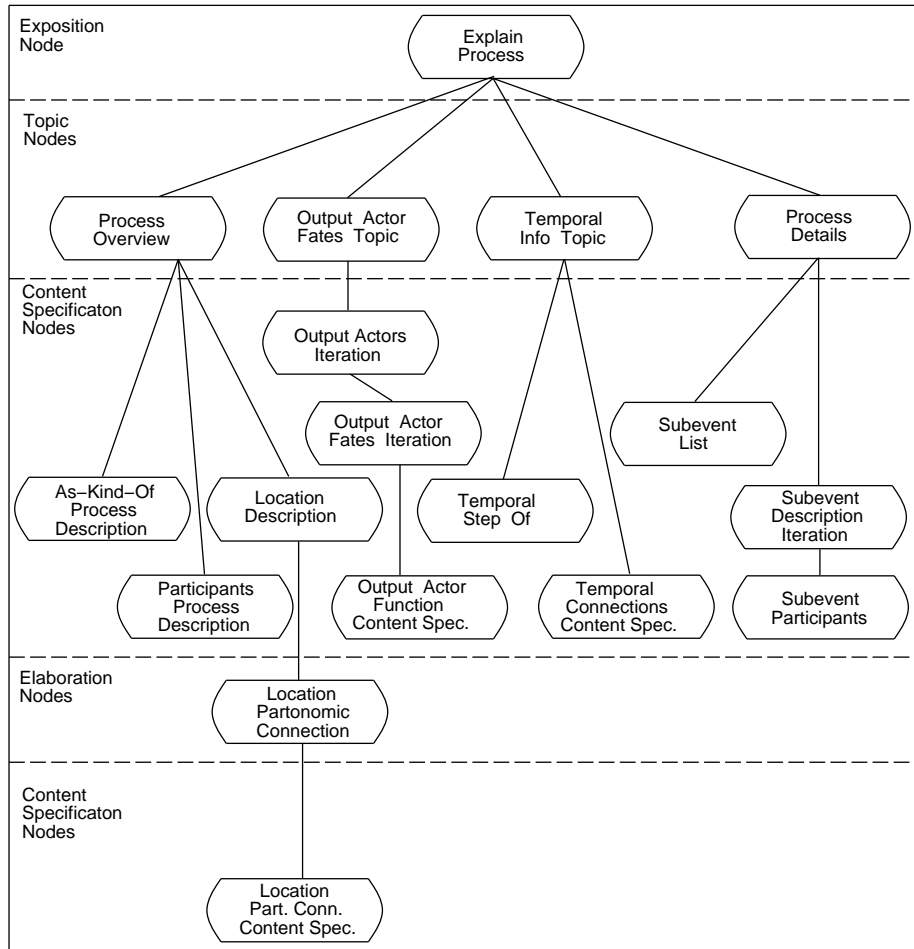 Exposition
Node
Explain
Process
Topic
Nodes
Process
Overview
Output Actor
Fates Topic
Temporal
Info Topic
Process
Details
Content
Specificaton
Nodes
Output Actors
Iteration
Output Actor
Fates Iteration
Subevent
List
As-Kind-Of
Process
Description
Location
Description
Temporal
Step Of
Subevent
Description
Iteration
Participants
Process
Description
Output Actor
Function
Content Spec.
Temporal
Connections
Content Spec.
Subevent
Participants
Elaboration
Nodes
Location
Partonomic
Connection
Content
Specificaton
Nodes
Location
Part. Conn.
Content Spec.